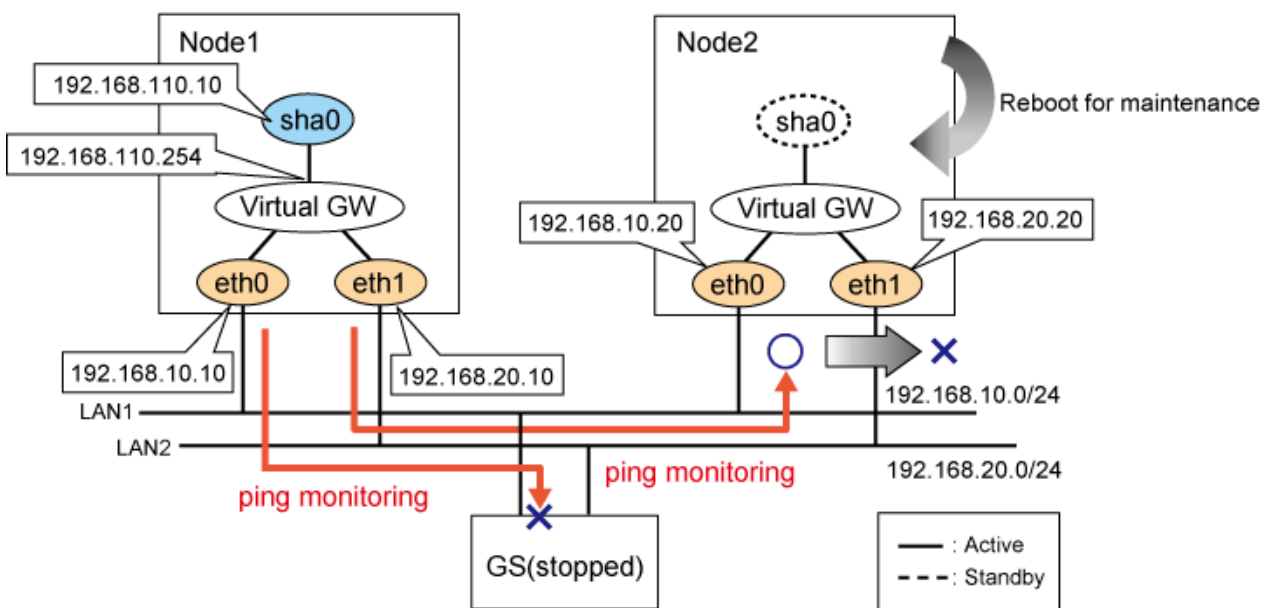 Node1
Node2
192.168.110.10
sha0
sha0
Reboot for maintenance
192.168.110.254
Virtual GW
Virtual GW
192.168.10.20
192.168.20.20
eth0
eth1
eth0
eth1
192.168.10.10
192.168.20.10
192.168.10.0/24
LAN1
LAN2
192.168.20.0/24
ping monitoring
ping monitoring
GS(stopped)
: Active
: Standby